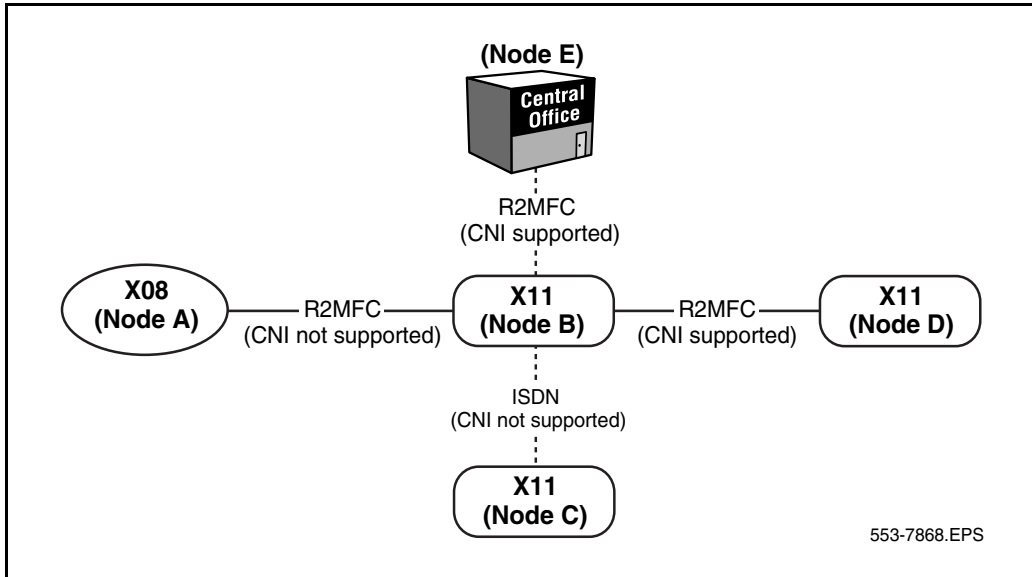 (Node E)
Central
Office
R2MFC
(CNI supported)
X08
(Node A)
R2MFC
(CNI not supported)
X11
(Node B)
R2MFC
(CNI supported)
X11
(Node D)
ISDN
(CNI not supported)
X11
(Node C)
553-7868.EPS